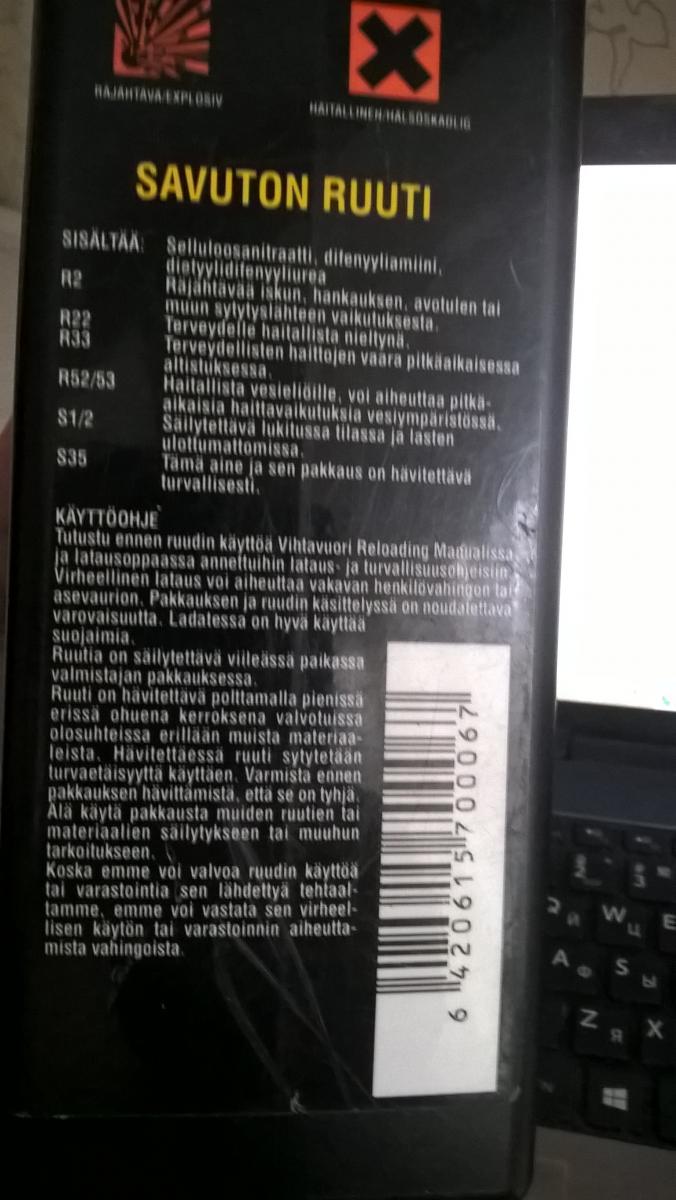 RÄJÄHTÄVÄ/EXPLOSIV
HAITALLINEN/HÄLSOSKADLIG
SAVUTON RUUTI
SISÄLTÄÄ: Selluloosanitraatti, difenyyliamiini,
dietyylidifenyyliurea
R2 Räjähtävää iskun, hankauksen, avotulen tai
muun sytytyslähteen vaikutuksesta.
R22 Terveydelle haitallista nieltynä.
R33 Terveydellisten haittojen vaara pitkäaikaisessa
altistuksessa.
R52/53 Haitallista vesieliöille, voi aiheuttaa pitkä-
aikaisia haittavaikutuksia vesiympäristössä.
S1/2 Säilytettävä lukitussa tilassa ja lasten
ulottumattomissa.
S35 Tämä aine ja sen pakkaus on hävitettävä
turvallisesti.
KÄYTTÖOHJE
Tutustu ennen ruudin käyttöä Vihtavuori Reloading Manualissa
ja latausoppaassa annettuihin lataus- ja turvallisuusohjeisiin.
Virheellinen lataus voi aiheuttaa vakavan henkilövahingon tai
asevaurion. Pakkauksen ja ruudin käsittelyssä on noudatettava
varovaisuutta. Ladatessa on hyvä käyttää
suojaimia.
Ruutia on säilytettävä viileässä paikassa
valmistajan pakkauksessa.
Ruuti on hävitettävä polttamalla pienissä
erissä ohuena kerroksena valvotuissa
olosuhteissa erillään muista materiaa-
leista. Hävitettäessä ruuti sytytetään
turvaetäisyyttä käyttäen. Varmista ennen
pakkauksen hävittämistä, että se on tyhjä.
Älä käytä pakkausta muiden ruutien tai
materiaalien säilytykseen tai muuhun
tarkoitukseen.
Koska emme voi valvoa ruudin käyttöä
tai varastointia sen lähdettyä tehtaal-
tamme, emme voi vastata sen virheel-
lisen käytön tai varastoinnin aiheutta-
mista vahingoista.
6 420615 700067
2 3
Й W Ц E
A Ф S Ы
Z Я X